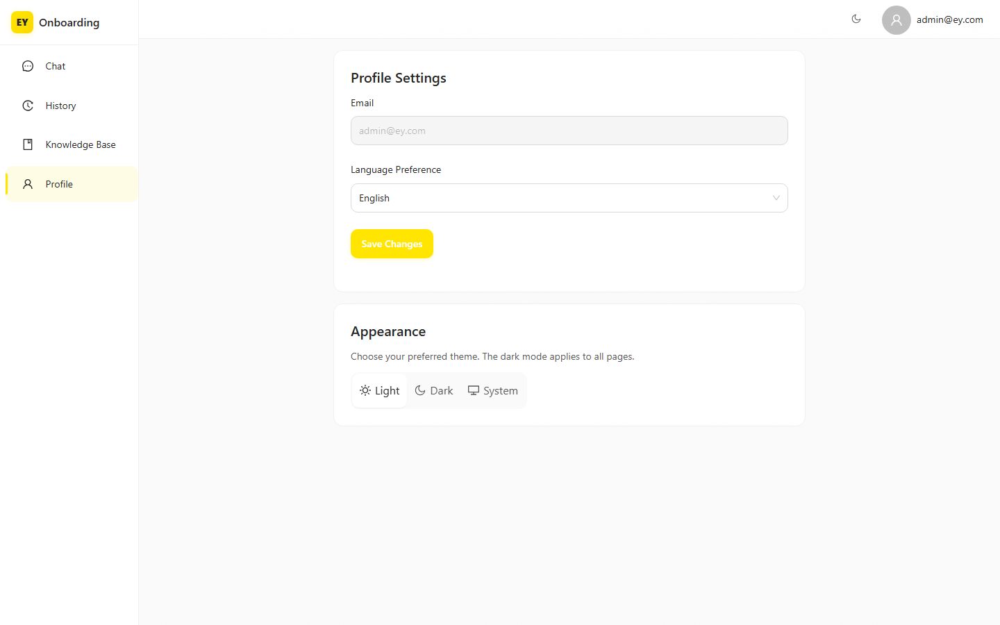 EY Onboarding
admin@ey.com
Chat
History
Knowledge Base
Profile
Profile Settings
Email
admin@ey.com
Language Preference
English
Save Changes
Appearance
Choose your preferred theme. The dark mode applies to all pages.
Light Dark System